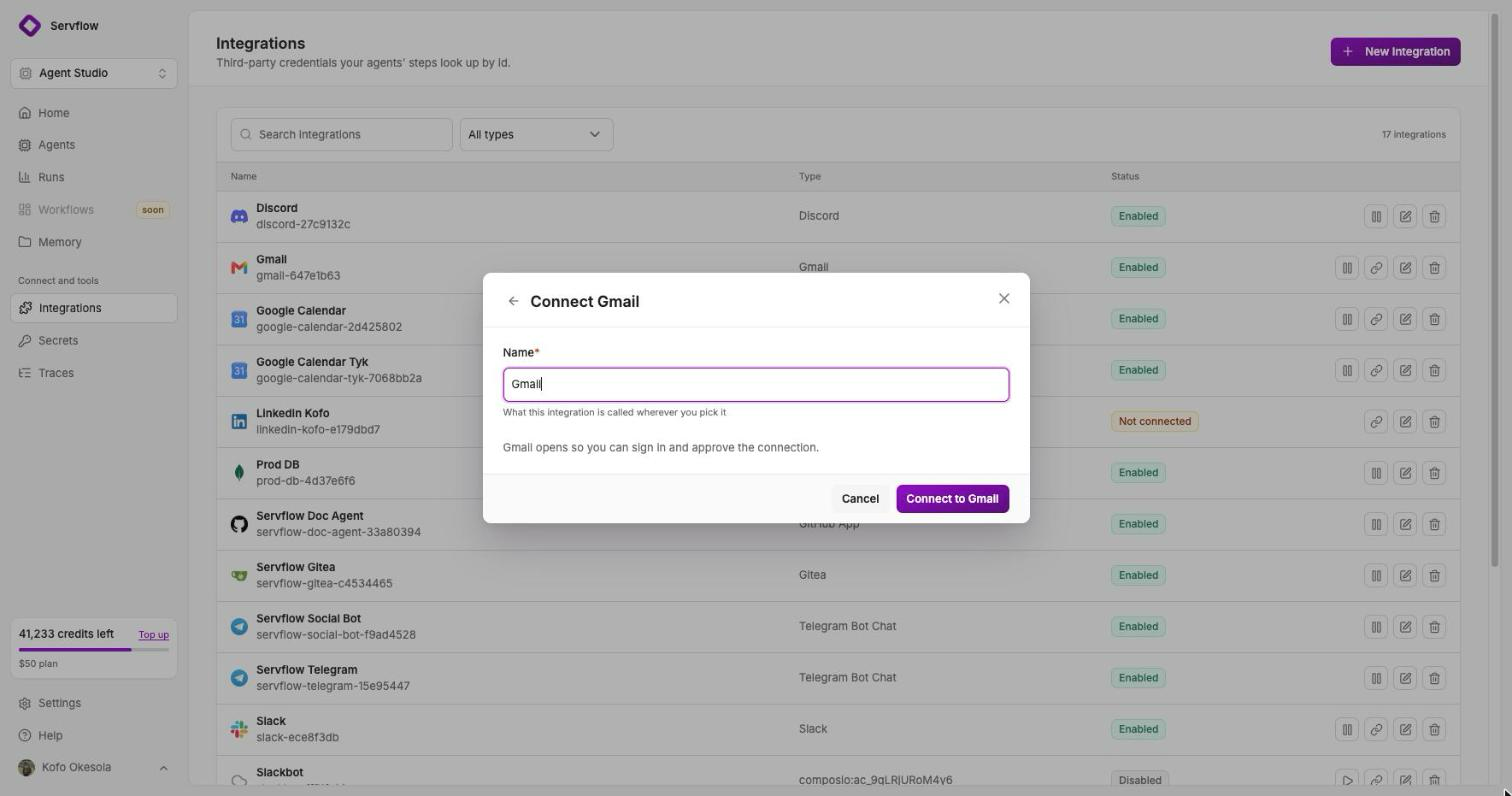 Servflow
Agent Studio
Home
Agents
Runs
Workflows soon
Memory
Connect and tools
Integrations
Secrets
Traces
41,233 credits left Top up
$50 plan
Settings
Help
Kofo Okesola
Integrations
Third-party credentials your agents' steps look up by id.
+ New Integration
Search integrations
All types
17 integrations
Name Type Status
Discord
discord-27c9132c
Discord
Enabled
Gmail
gmail-647e1b63
Gmail
Enabled
31
Google Calendar
google-calendar-2d425802
Enabled
31
Google Calendar Tyk
google-calendar-tyk-7068bb2a
Enabled
in
Linkedin Kofo
linkedin-kofo-e179dbd7
Not connected
Prod DB
prod-db-4d37e6f6
Enabled
Servflow Doc Agent
servflow-doc-agent-33a80394
GitHub App
Enabled
Servflow Gitea
servflow-gitea-c4534465
Gitea
Enabled
Servflow Social Bot
servflow-social-bot-f9ad4528
Telegram Bot Chat
Enabled
Servflow Telegram
servflow-telegram-15e95447
Telegram Bot Chat
Enabled
Slack
slack-ece8f3db
Slack
Enabled
Slackbot
composio:ac_9qLRjURoM4y6
Disabled
Connect Gmail
Name*
Gmail
What this integration is called wherever you pick it
Gmail opens so you can sign in and approve the connection.
Cancel
Connect to Gmail